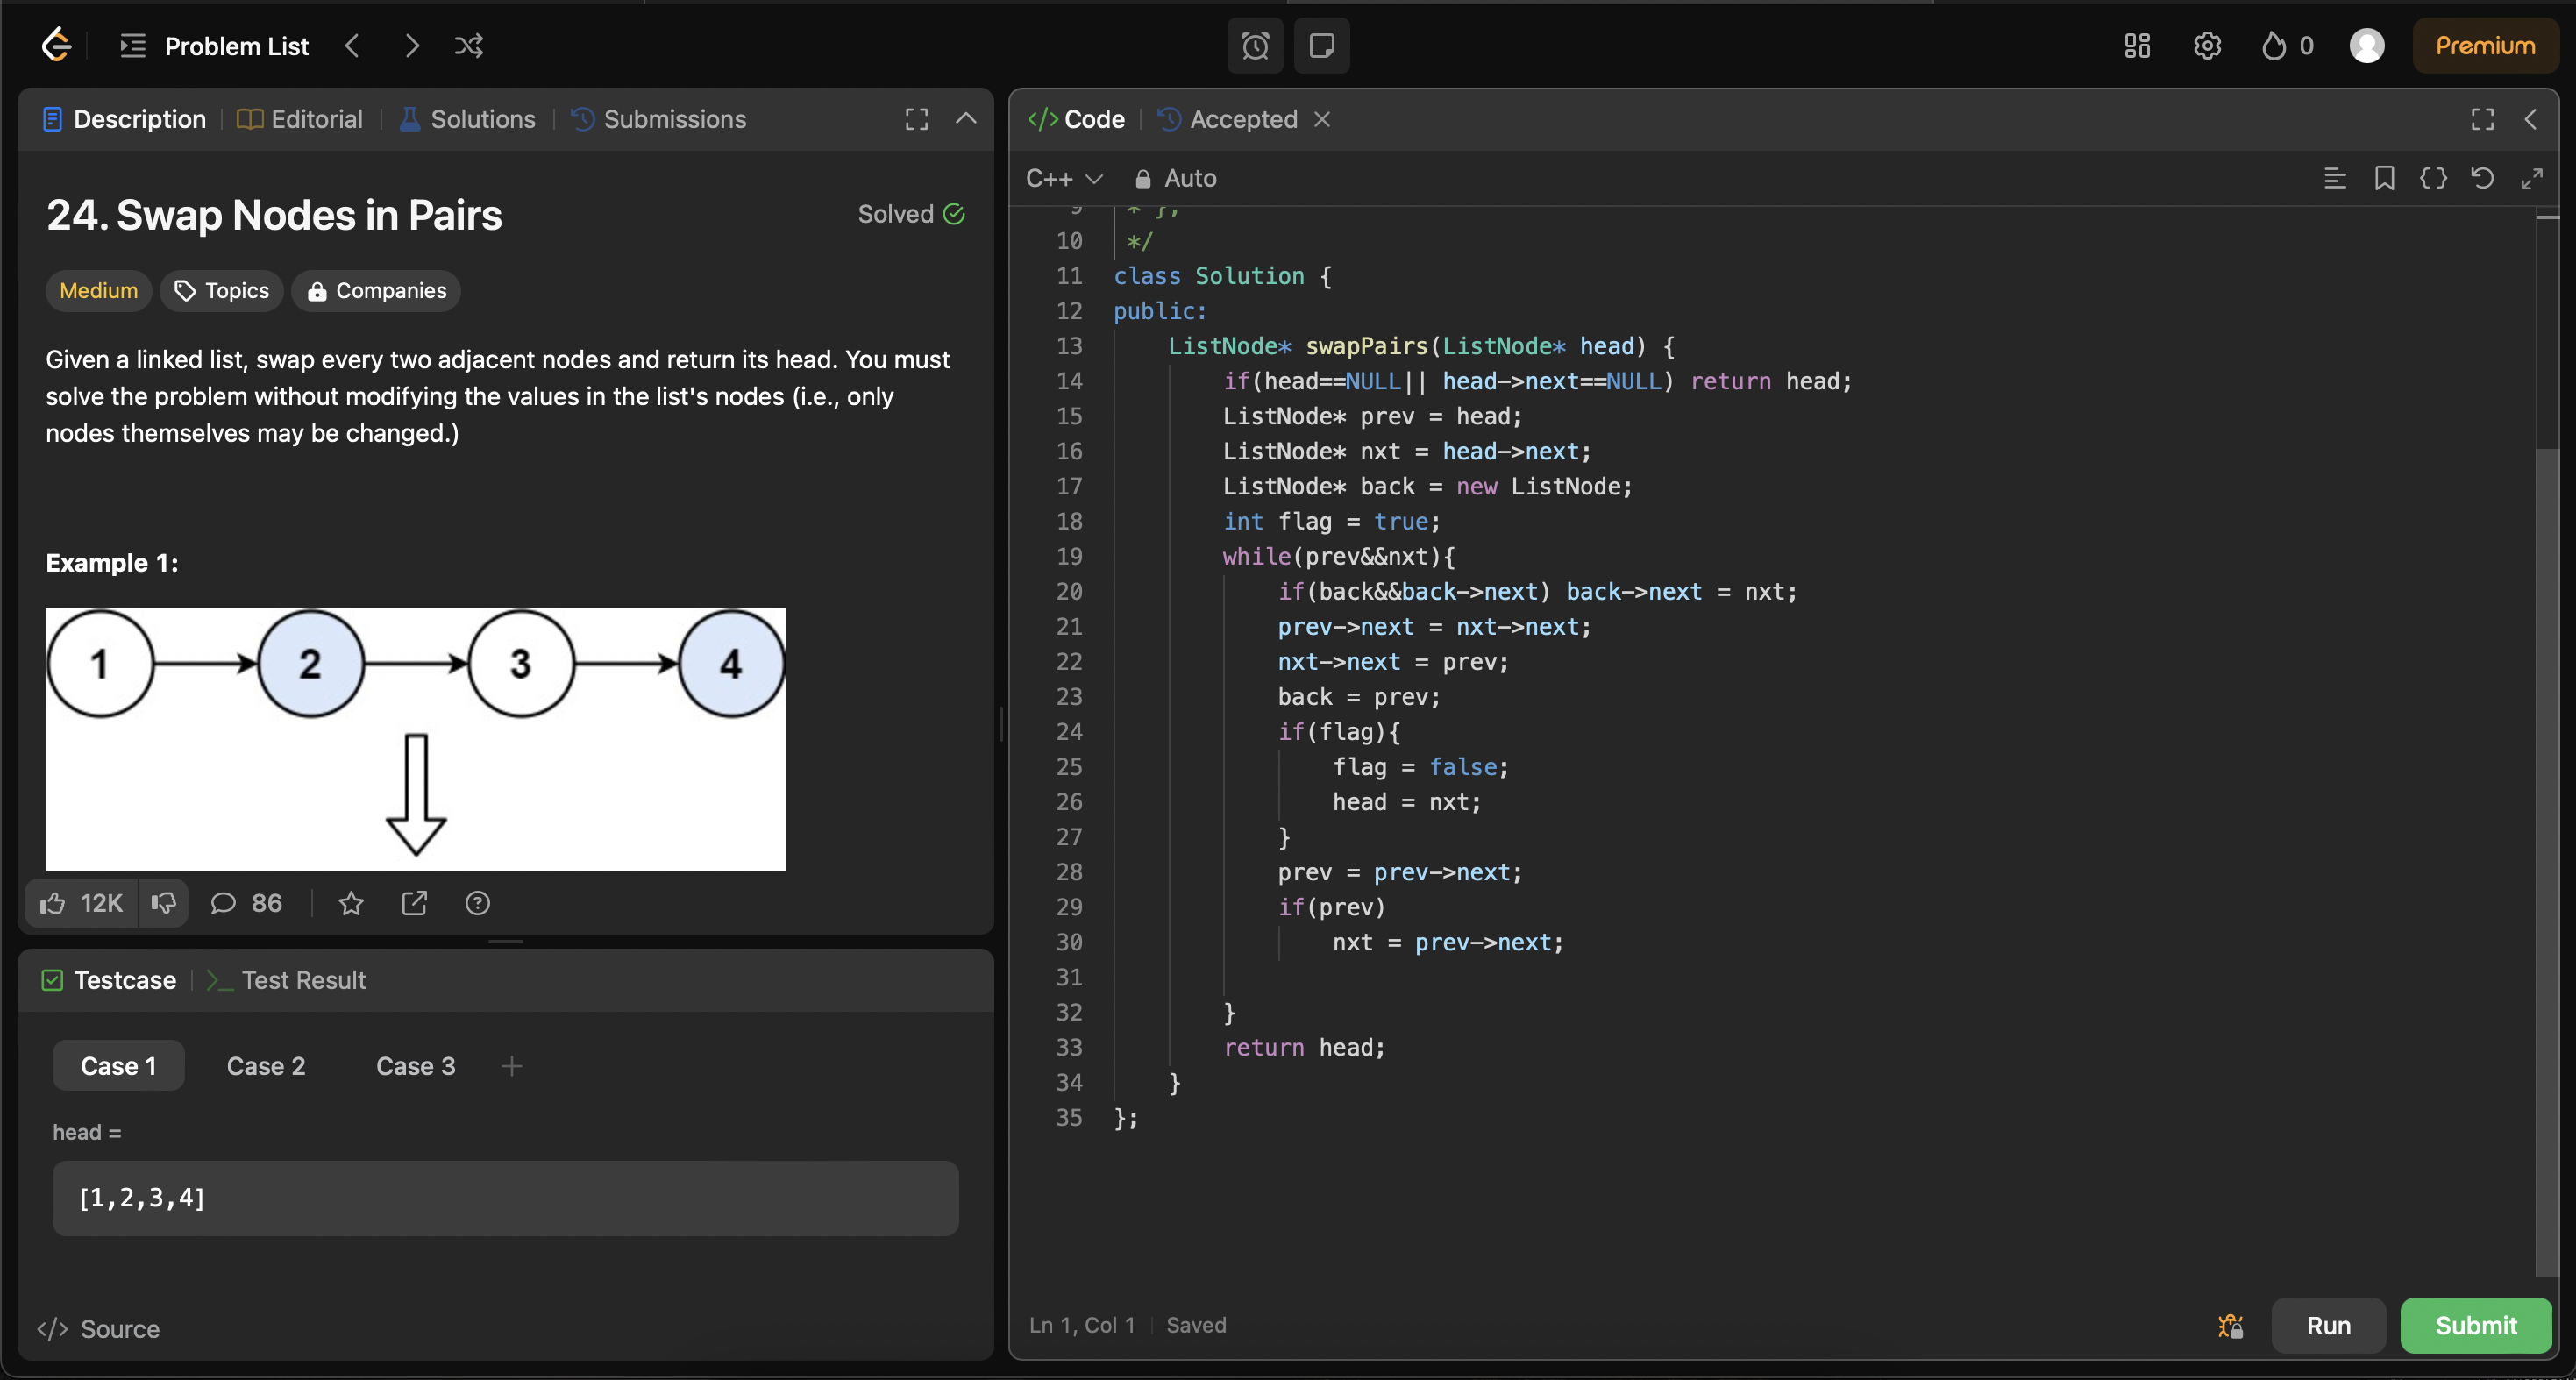 Problem List
0
Premium
Description
Editorial
Solutions
Submissions
24. Swap Nodes in Pairs
Solved
Medium
Topics
Companies
Given a linked list, swap every two adjacent nodes and return its head. You must
solve the problem without modifying the values in the list's nodes (i.e., only
nodes themselves may be changed.)
Example 1:
1
2
3
4
12K
86
Testcase
Test Result
Case 1
Case 2
Case 3
head =
[1,2,3,4]
Source
Code
Accepted
C++
Auto
9 * };
10 */
11 class Solution {
12 public:
13 ListNode* swapPairs(ListNode* head) {
14 if(head==NULL|| head->next==NULL) return head;
15 ListNode* prev = head;
16 ListNode* nxt = head->next;
17 ListNode* back = new ListNode;
18 int flag = true;
19 while(prev&&nxt){
20 if(back&&back->next) back->next = nxt;
21 prev->next = nxt->next;
22 nxt->next = prev;
23 back = prev;
24 if(flag){
25 flag = false;
26 head = nxt;
27 }
28 prev = prev->next;
29 if(prev)
30 nxt = prev->next;
31
32 }
33 return head;
34 }
35 };
Ln 1, Col 1
Saved
Run
Submit